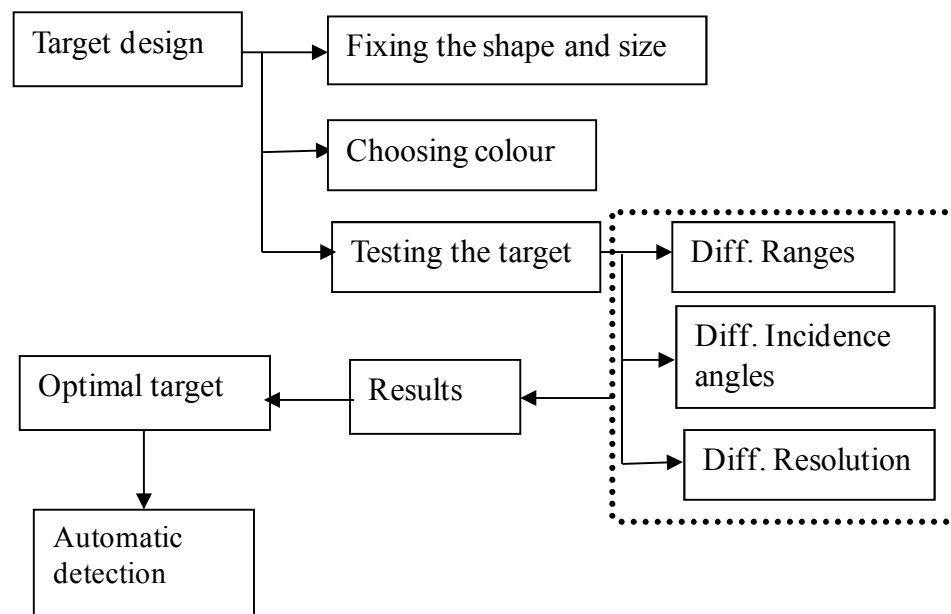 Target design
Fixing the shape and size
Choosing colour
Testing the target
Diff. Ranges
Diff. Incidence
angles
Diff. Resolution
Results
Optimal target
Automatic
detection